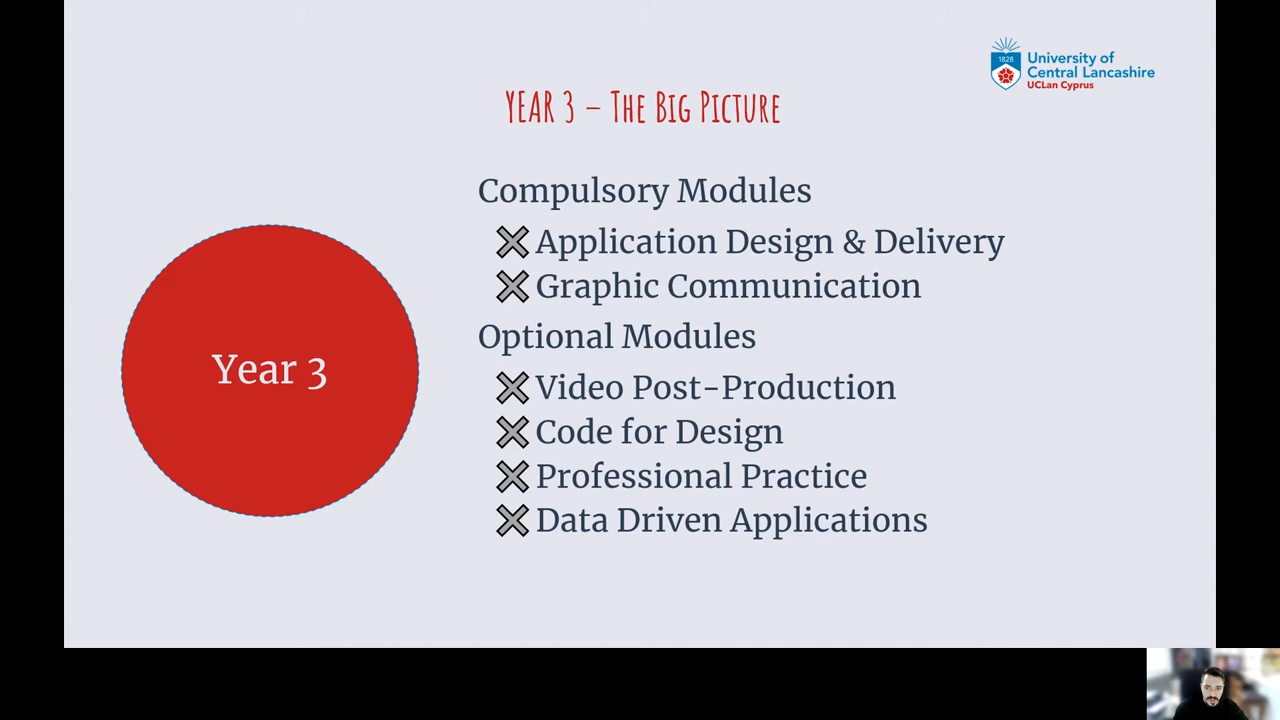 1828
University of
Central Lancashire
UCLan Cyprus
YEAR 3 – THE BIG PICTURE
Year 3
Compulsory Modules
Application Design & Delivery
Graphic Communication
Optional Modules
Video Post-Production
Code for Design
Professional Practice
Data Driven Applications